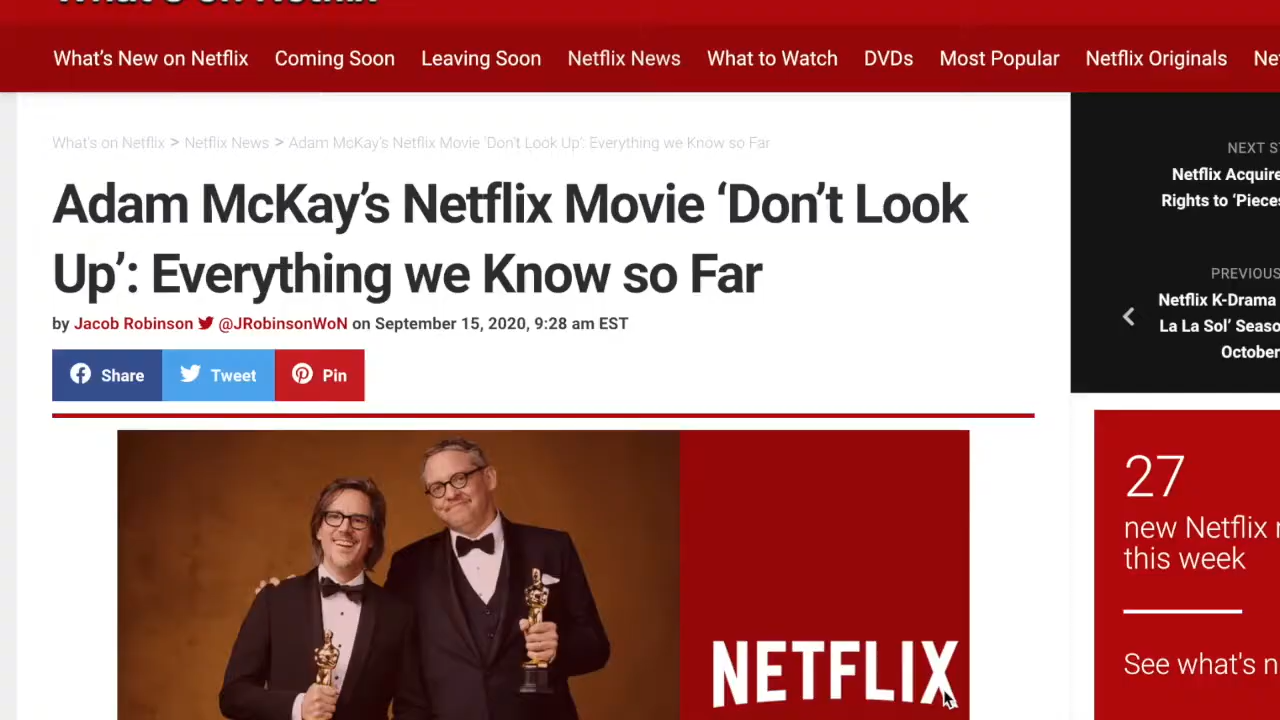 What's New on Netflix Coming Soon Leaving Soon Netflix News What to Watch DVDs Most Popular Netflix Originals
What's on Netflix > Netflix News > Adam McKay's Netflix Movie 'Don't Look Up': Everything we Know so Far
Adam McKay's Netflix Movie ‘Don’t Look
Up’: Everything we Know so Far
by Jacob Robinson @JRobinsonWoN on September 15, 2020, 9:28 am EST
Share Tweet Pin
NETFLIX
NEXT
Netflix Acquire
Rights to ‘Pieces
PREVIOUS
Netflix K-Drama
La La Sol’ Seaso
October
27
new Netflix
this week
See what's